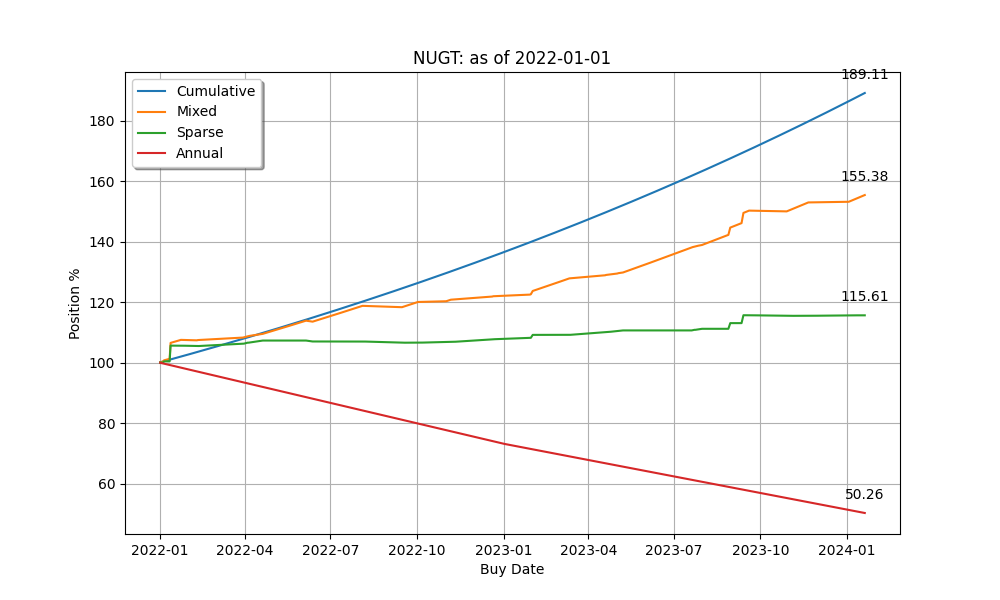 NUGT: as of 2022-01-01
Cumulative
Mixed
Sparse
Annual
189.11
155.38
115.61
50.26
Position %
180
160
140
120
100
80
60
2022-01
2022-04
2022-07
2022-10
2023-01
2023-04
2023-07
2023-10
2024-01
Buy Date